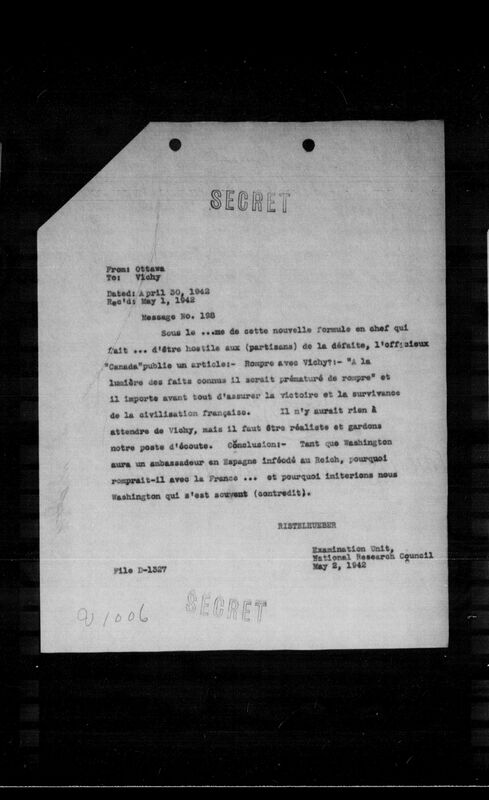 SECRET
From: Ottawa
To: Vichy
Dated: April 30, 1942
Rec'd: May 1, 1942
Message No. 198
Sous le ...me de cette nouvelle formule en chef qui
fait ... d'être hostile aux (partisans) de la défaite, l'officieux
"Canada" publie un article:- Rompre avec Vichy?:- "A la
lumière des faits connus il serait prématuré de rompre" et
il importe avant tout d'assurer la victoire et la survivance
de la civilisation française. Il n'y aurait rien à
attendre de Vichy, mais il faut être réaliste et gardons
notre poste d'écoute. Conclusion:- Tant que Washington
aura un ambassadeur en Espagne inféodé au Reich, pourquoi
romprait-il avec la France ... et pourquoi imiterions nous
Washington qui s'est souvent (contredit).
RISTELHUEBER
Examination Unit,
National Research Council
May 2, 1942
File D-1327
SECRET
1006